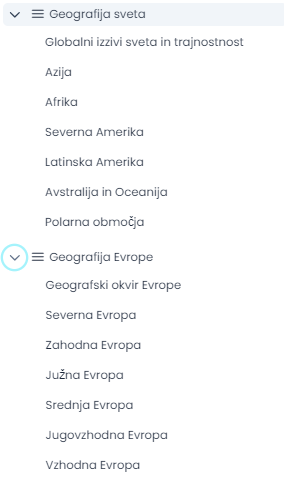 Geografija sveta
Globalni izzivi sveta in trajnostnost
Azija
Afrika
Severna Amerika
Latinska Amerika
Avstralija in Oceanija
Polarna območja
Geografija Evrope
Geografski okvir Evrope
Severna Evropa
Zahodna Evropa
Južna Evropa
Srednja Evropa
Jugovzhodna Evropa
Vzhodna Evropa